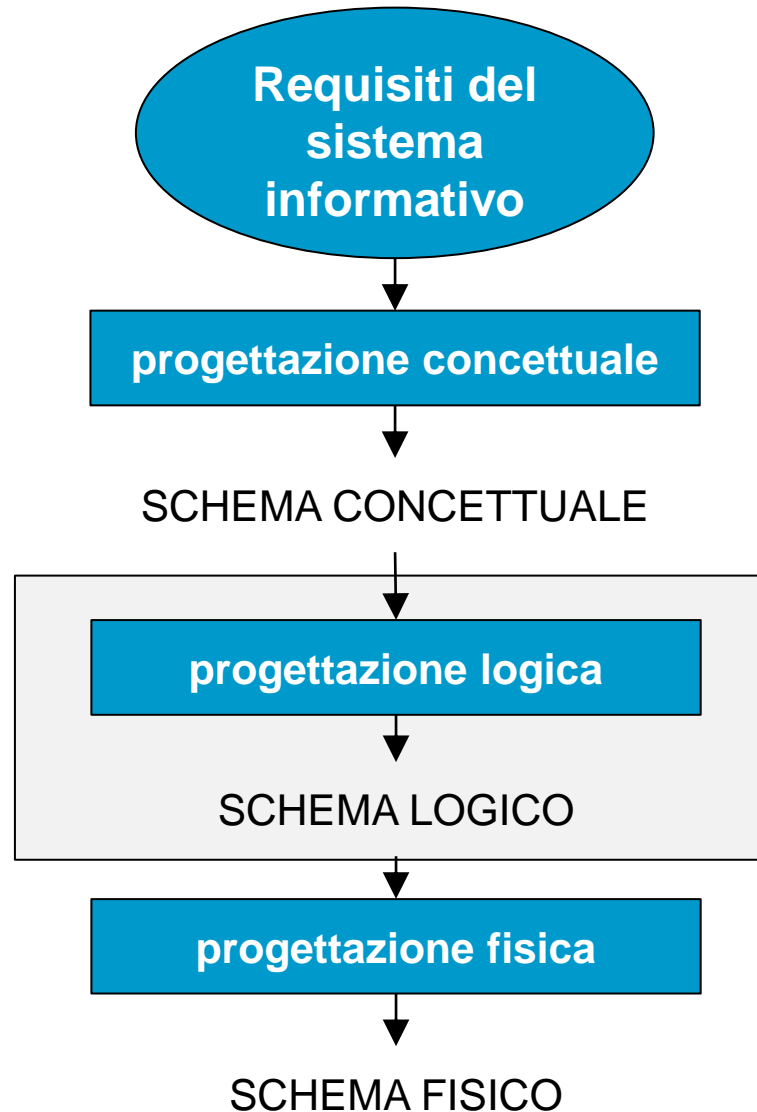 Requisiti del
sistema
informativo
progettazione concettuale
SCHEMA CONCETTUALE
progettazione logica
SCHEMA LOGICO
progettazione fisica
SCHEMA FISICO